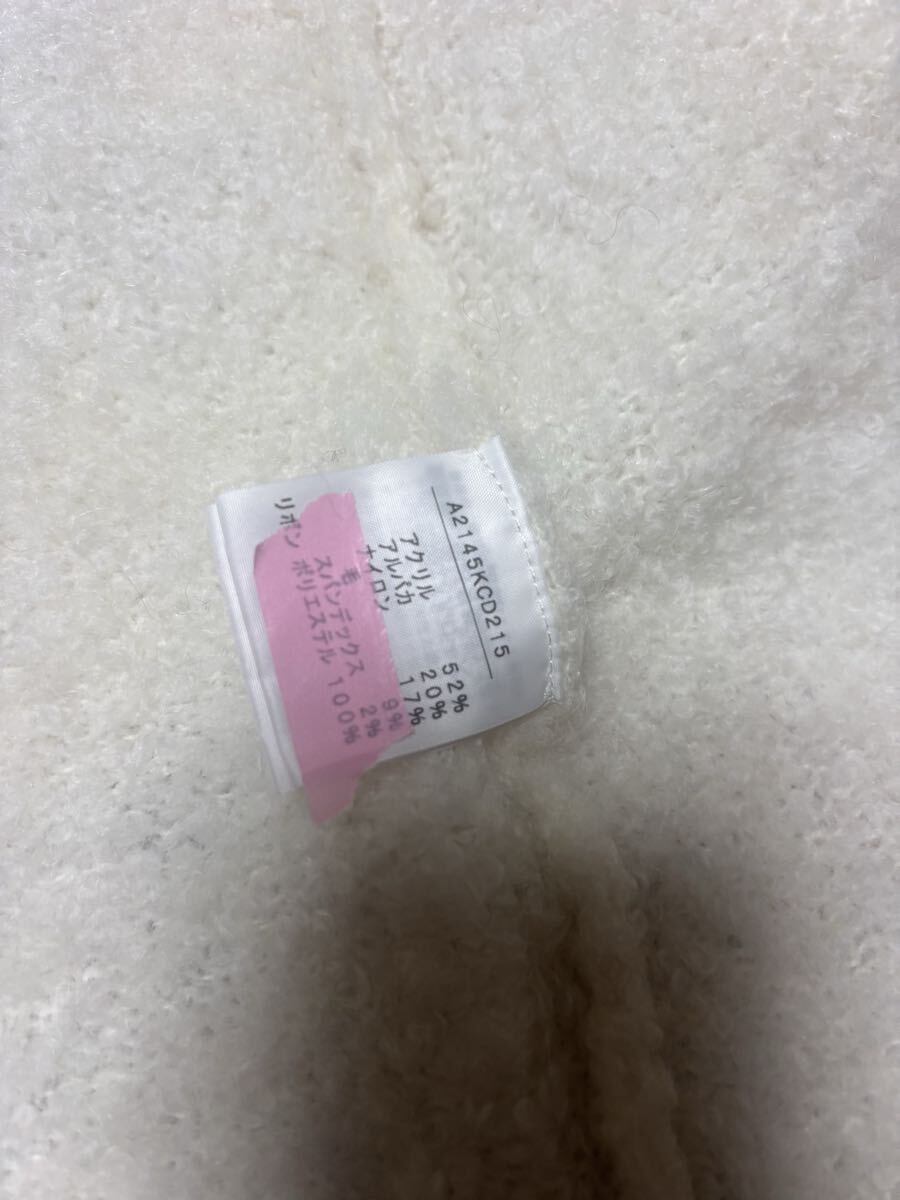 A2145KCD215
アクリル 52%
アルパカ 20%
ナイロン 17%
毛 9%
スパンデックス 2%
リボン ポリエステル 100%